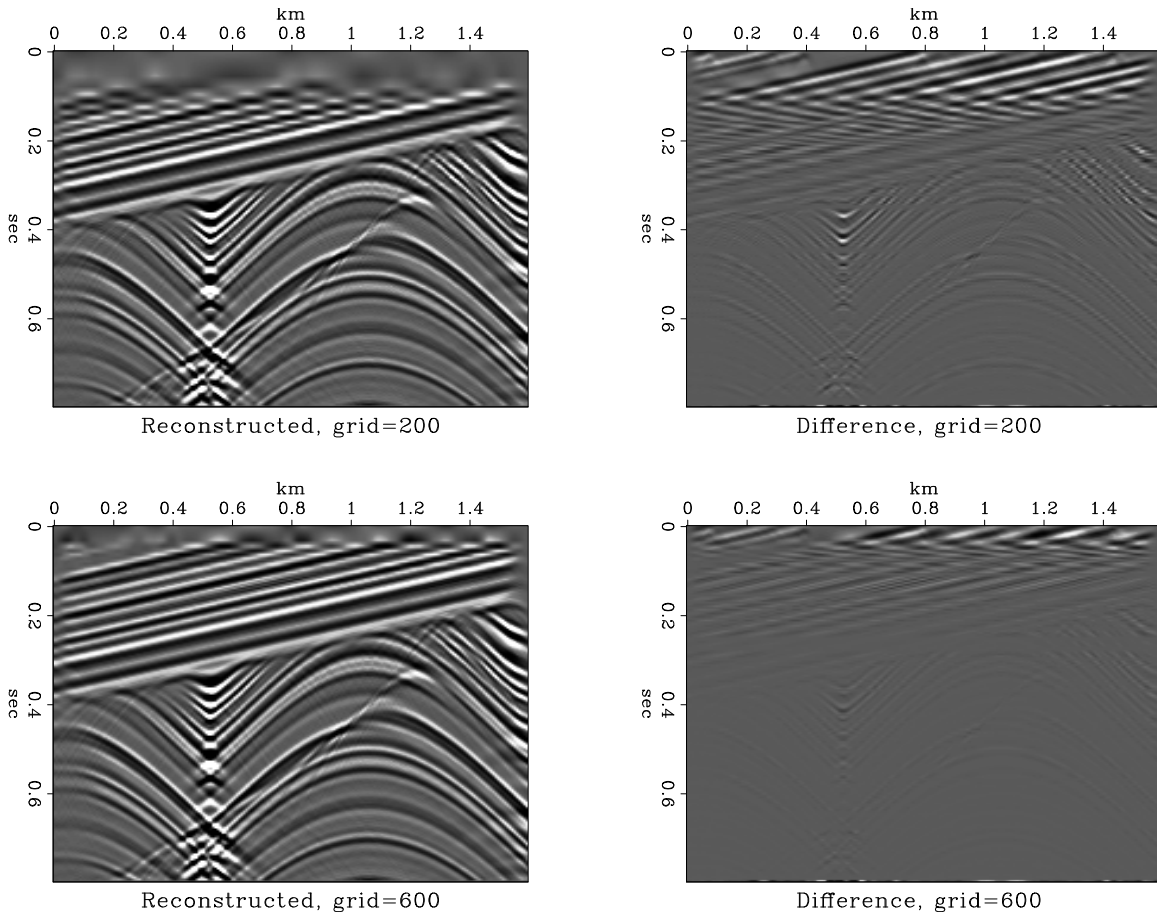 km
0 0.2 0.4 0.6 0.8 1 1.2 1.4
0
0.2
0.4
0.6
sec
Reconstructed, grid=200
km
0 0.2 0.4 0.6 0.8 1 1.2 1.4
0
0.2
0.4
0.6
sec
Difference, grid=200
km
0 0.2 0.4 0.6 0.8 1 1.2 1.4
0
0.2
0.4
0.6
sec
Reconstructed, grid=600
km
0 0.2 0.4 0.6 0.8 1 1.2 1.4
0
0.2
0.4
0.6
sec
Difference, grid=600